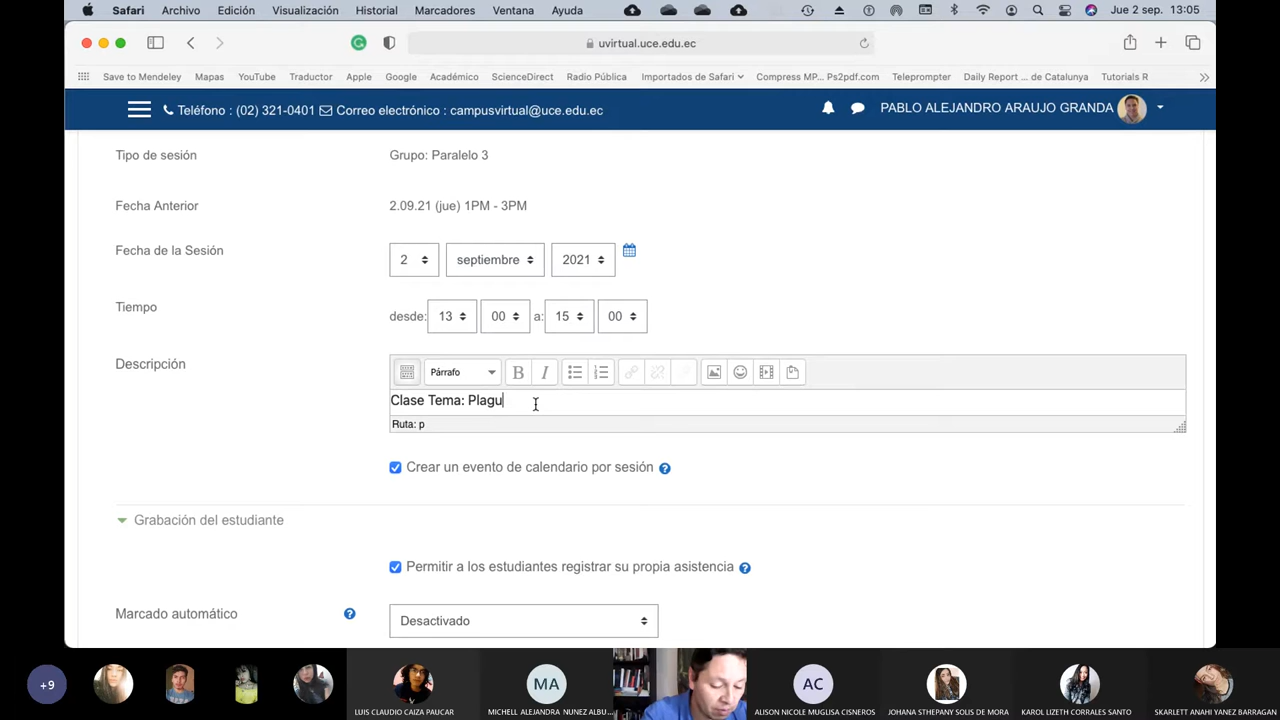 Safari Archivo Edición Visualización Historial Marcadores Ventana Ayuda Jue 2 sep. 13:05
uvirtual.uce.edu.ec
Save to Mendeley Mapas YouTube Traductor Apple Google Académico ScienceDirect Radio Pública Importados de Safari Compress MP... Ps2pdf.com Teleprompter Daily Report ... de Catalunya Tutorials R
Teléfono : (02) 321-0401 Correo electrónico : campusvirtual@uce.edu.ec PABLO ALEJANDRO ARAUJO GRANDA
Tipo de sesión Grupo: Paralelo 3
Fecha Anterior 2.09.21 (jue) 1PM - 3PM
Fecha de la Sesión 2 septiembre 2021
Tiempo desde: 13 00 a: 15 00
Descripción Párrafo B I
Clase Tema: Plagu
Ruta: p
Crear un evento de calendario por sesión ?
Grabación del estudiante
Permitir a los estudiantes registrar su propia asistencia ?
Marcado automático ? Desactivado
+9 MA AC
LUIS CLAUDIO CAIZA PAUCAR MICHELL ALEJANDRA NUNEZ ALBU... ALISON NICOLE MUGLISA CISNEROS JOHANA STHEPANY SOLIS DE MORA KAROL LIZETH CORRALES SANTO SKARLETT ANAHI YANEZ BARRAGAN